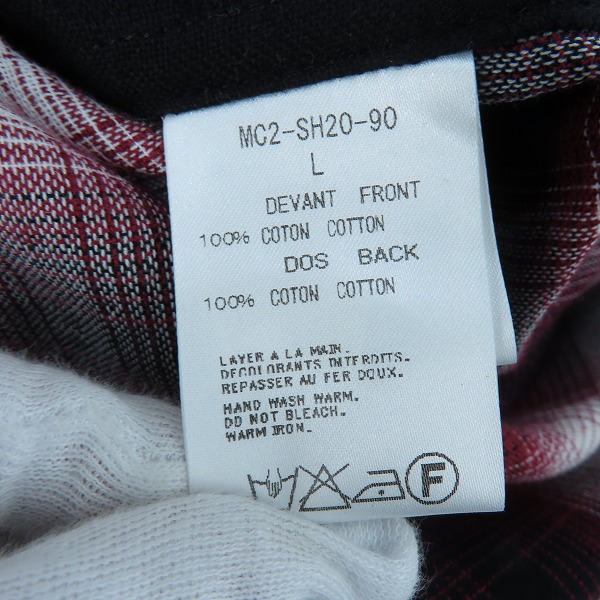 MC2-SH20-90
L
DEVANT FRONT
100% COTON COTTON
DOS BACK
100% COTON COTTON
LAYER A LA MAIN.
DECOLORANTS INTERDITS.
REPASSER AU FER DOUX.
HAND WASH WARM.
DO NOT BLEACH.
WARM IRON.
F